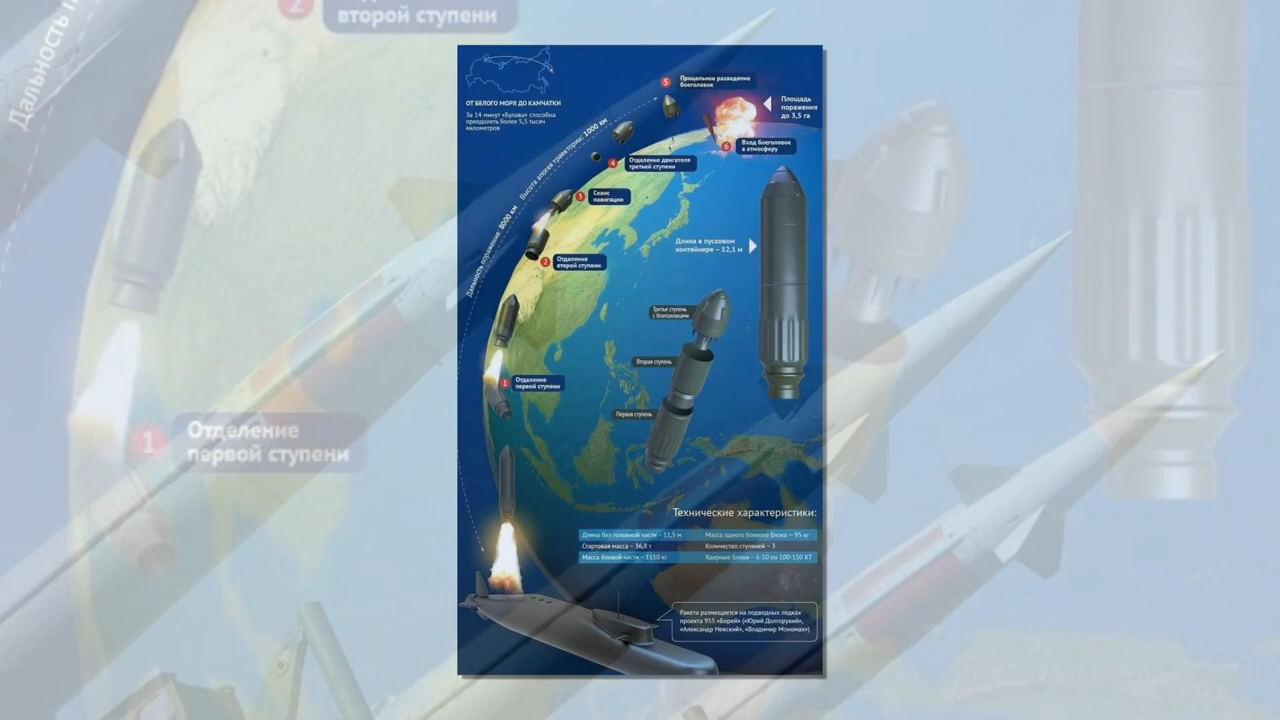 Дальность п
2
второй ступени
1
Отделение
первой ступени
ОТ БЕЛОГО МОРЯ ДО КАМЧАТКИ
За 14 минут «Булава» способна
преодолеть более 5,5 тысяч
километров
5
Прицельное разведение
боеголовок
Площадь
поражения
до 3,5 га
6
Вход боеголовок
в атмосферу
Высота апогея траектории: 1000 км
4
Отделение двигателя
третьей ступени
3
Сеанс
навигации
Дальность поражения: 8000 км
2
Отделение
второй ступени
Длина в пусковом
контейнере – 12,1 м
Третья ступень
с боеголовками
Вторая ступень
1
Отделение
первой ступени
Первая ступень
Технические характеристики:
Длина без головной части – 11,5 м
Масса одного боевого блока – 95 кг
Стартовая масса – 36,8 т
Количество ступеней – 3
Масса боевой части – 1150 кг
Ядерные блоки – 6-10 по 100-150 КТ
Ракета размещается на подводных лодках
проекта 955 «Борей» («Юрий Долгорукий»,
«Александр Невский», «Владимир Мономах»)